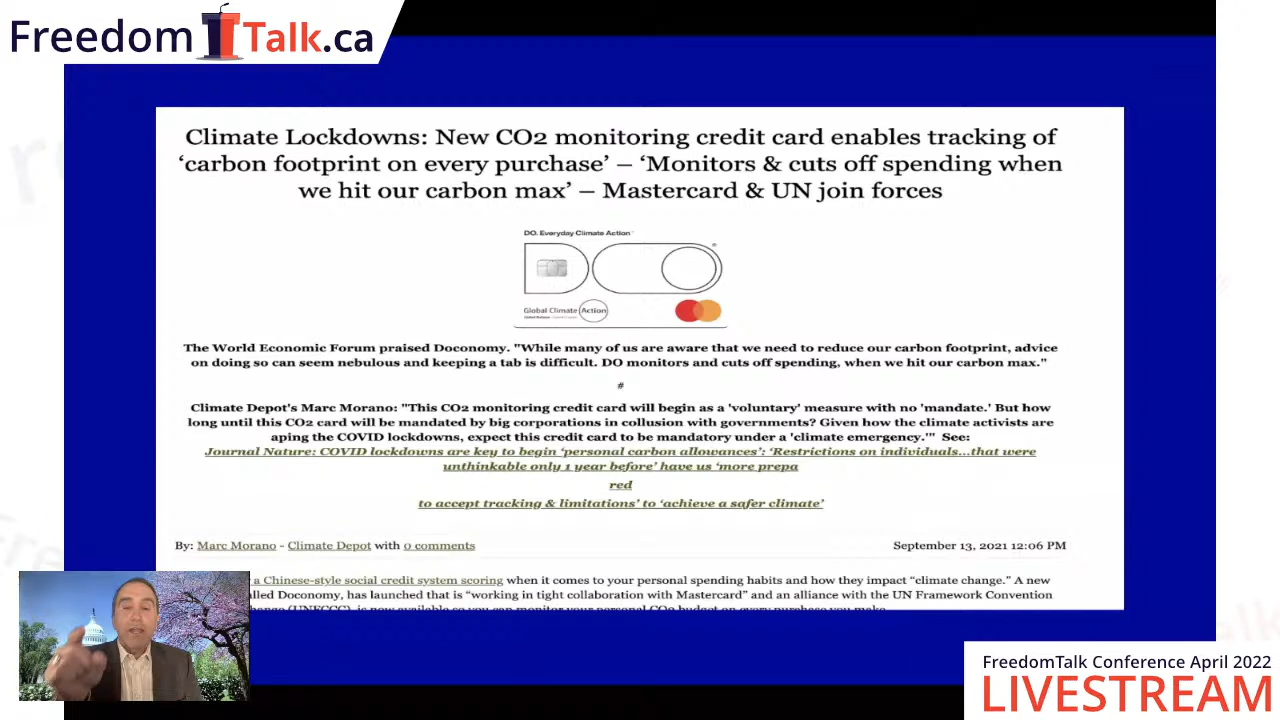 FreedomTalk.ca
Climate Lockdowns: New CO2 monitoring credit card enables tracking of
‘carbon footprint on every purchase’ – ‘Monitors & cuts off spending when
we hit our carbon max’ – Mastercard & UN join forces
DO. Everyday Climate Action
Global Climate Action
The World Economic Forum praised Doconomy. "While many of us are aware that we need to reduce our carbon footprint, advice
on doing so can seem nebulous and keeping a tab is difficult. DO monitors and cuts off spending, when we hit our carbon max."
#
Climate Depot's Marc Morano: "This CO2 monitoring credit card will begin as a 'voluntary' measure with no 'mandate.' But how
long until this CO2 card will be mandated by big corporations in collusion with governments? Given how the climate activists are
aping the COVID lockdowns, expect this credit card to be mandatory under a 'climate emergency.'" See:
Journal Nature: COVID lockdowns are key to begin ‘personal carbon allowances’: ‘Restrictions on individuals…that were
unthinkable only 1 year before’ have us ‘more prepa
red
to accept tracking & limitations’ to ‘achieve a safer climate’
By: Marc Morano - Climate Depot with 0 comments
September 13, 2021 12:06 PM
a Chinese-style social credit system scoring when it comes to your personal spending habits and how they impact “climate change.” A new
lled Doconomy, has launched that is “working in tight collaboration with Mastercard” and an alliance with the UN Framework Convention
FreedomTalk Conference April 2022
LIVESTREAM